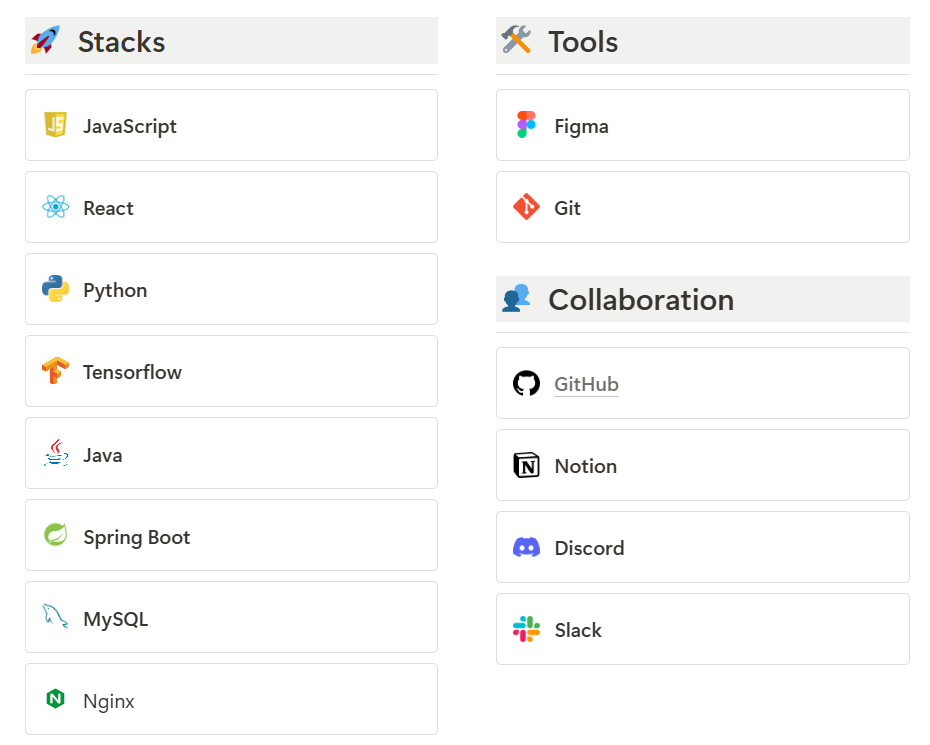 Stacks
JavaScript
React
Python
Tensorflow
Java
Spring Boot
MySQL
Nginx
Tools
Figma
Git
Collaboration
GitHub
Notion
Discord
Slack